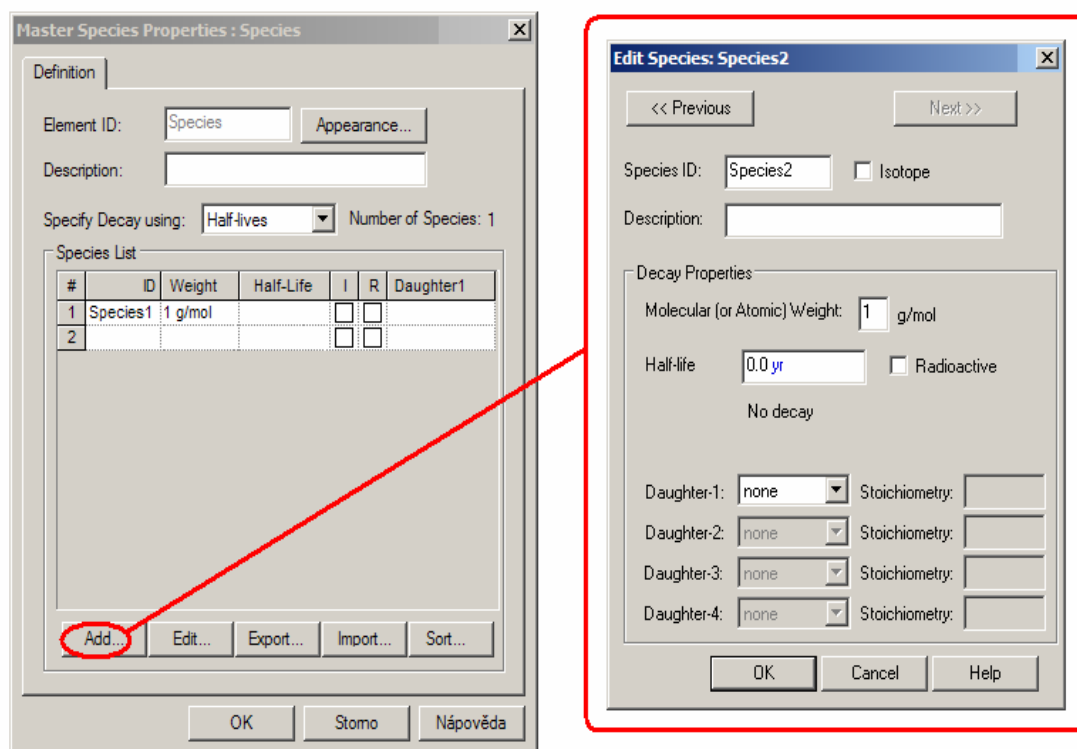 Master Species Properties : Species
Definition
Element ID: Species Appearance...
Description:
Specify Decay using: Half-lives Number of Species: 1
Species List
# ID Weight Half-Life I R Daughter1
1 Species1 1 g/mol
2
Add... Edit... Export... Import... Sort...
OK Storno Nápověda
Edit Species: Species2
<< Previous Next >>
Species ID: Species2 Isotope
Description:
Decay Properties
Molecular (or Atomic) Weight: 1 g/mol
Half-life 0.0 yr Radioactive
No decay
Daughter-1: none Stoichiometry:
Daughter-2: none Stoichiometry:
Daughter-3: none Stoichiometry:
Daughter-4: none Stoichiometry:
OK Cancel Help